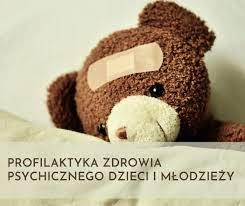 PROFILAKTYKA ZDROWIA
PSYCHICZNEGO DZIECI I MŁODZIEŻY